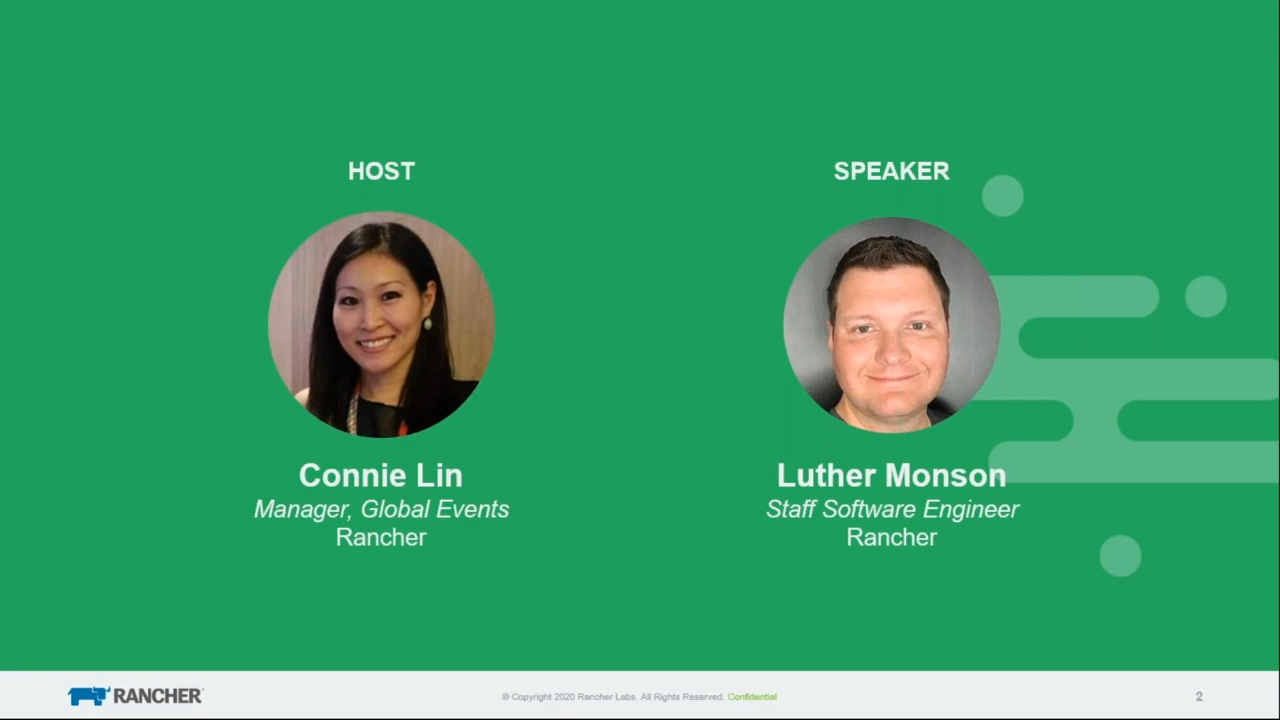 HOST
Connie Lin
Manager, Global Events
Rancher
SPEAKER
Luther Monson
Staff Software Engineer
Rancher
RANCHER
© Copyright 2020 Rancher Labs. All Rights Reserved. Confidential
2